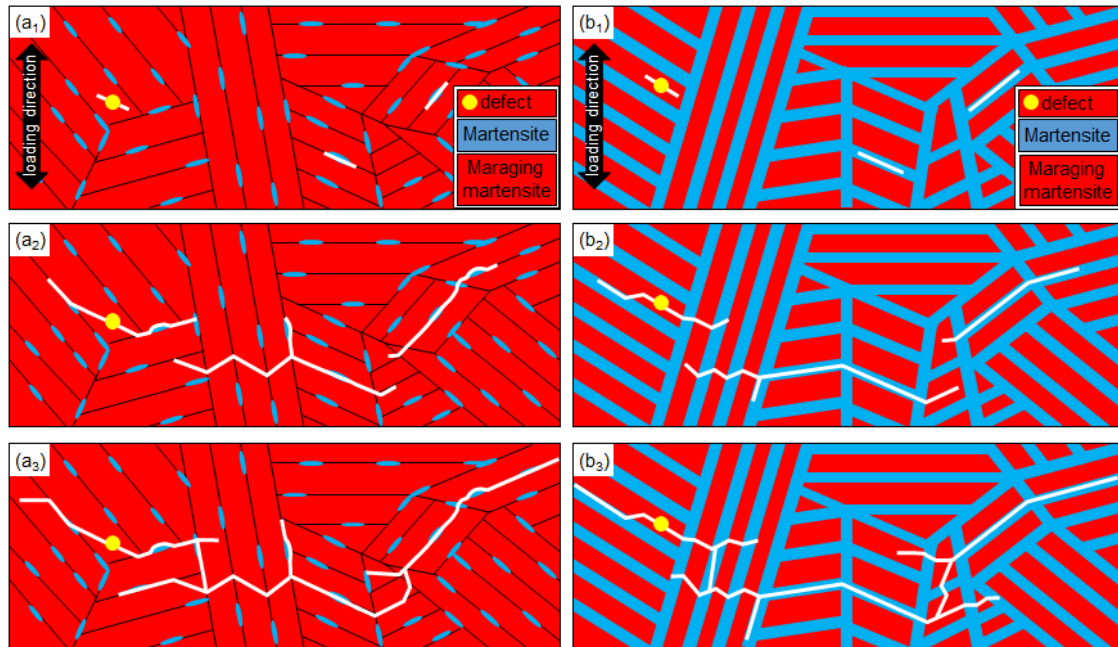 (a1)
loading direction
defect
Martensite
Maraging
martensite
(b1)
loading direction
defect
Martensite
Maraging
martensite
(a2)
(b2)
(a3)
(b3)